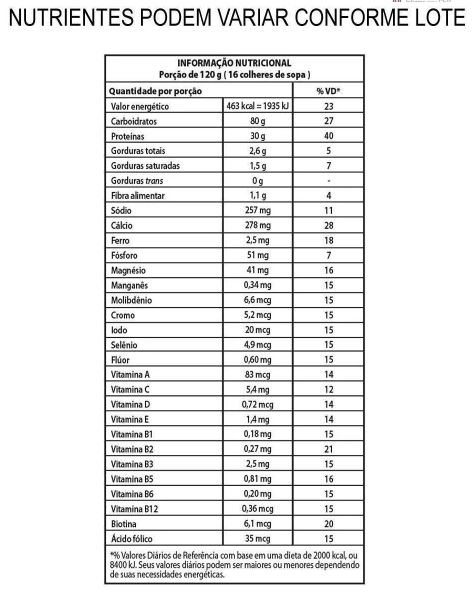 NUTRIENTES PODEM VARIAR CONFORME LOTE
INFORMAÇÃO NUTRICIONAL
Porção de 120 g ( 16 colheres de sopa )
Quantidade por porção % VD*
Valor energético 463 kcal = 1935 kJ 23
Carboidratos 80 g 27
Proteínas 30 g 40
Gorduras totais 2,6 g 5
Gorduras saturadas 1,5 g 7
Gorduras trans 0 g -
Fibra alimentar 1,1 g 4
Sódio 257 mg 11
Cálcio 278 mg 28
Ferro 2,5 mg 18
Fósforo 51 mg 7
Magnésio 41 mg 16
Manganês 0,34 mg 15
Molibdênio 6,6 mcg 15
Cromo 5,2 mcg 15
Iodo 20 mcg 15
Selênio 4,9 mcg 15
Flúor 0,60 mg 15
Vitamina A 83 mcg 14
Vitamina C 5,4 mg 12
Vitamina D 0,72 mcg 14
Vitamina E 1,4 mg 14
Vitamina B1 0,18 mg 15
Vitamina B2 0,27 mg 21
Vitamina B3 2,5 mg 15
Vitamina B5 0,81 mg 16
Vitamina B6 0,20 mg 15
Vitamina B12 0,36 mcg 15
Biotina 6,1 mcg 20
Ácido fólico 35 mcg 15
*% Valores Diários de Referência com base em uma dieta de 2000 kcal, ou
8400 kJ. Seus valores diários podem ser maiores ou menores dependendo
de suas necessidades energéticas.